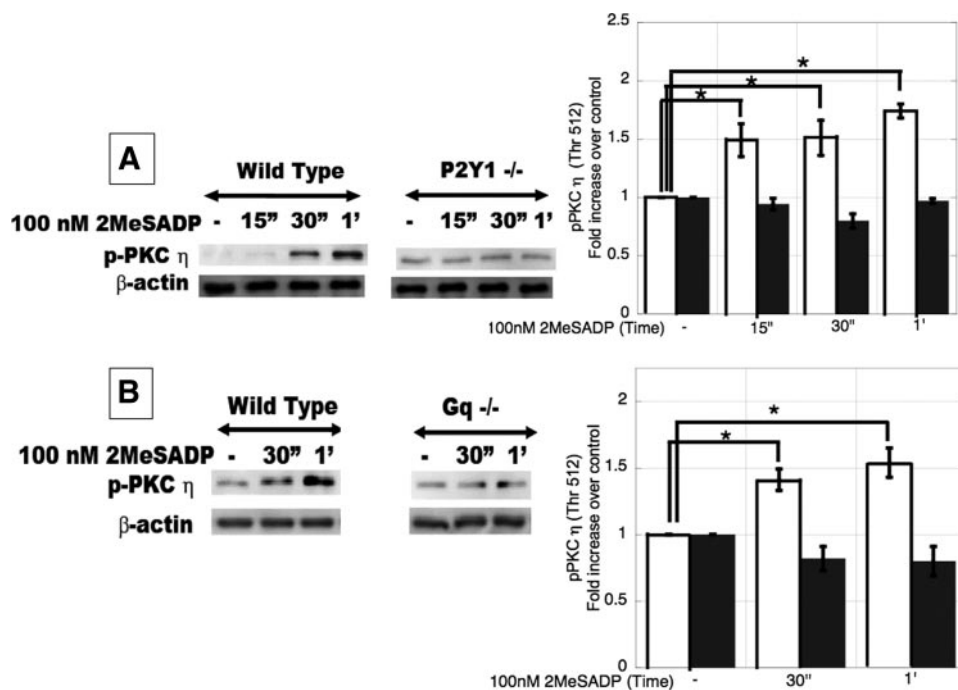 A
Wild Type
P2Y1 -/-
100 nM 2MeSADP - 15” 30” 1’ - 15” 30” 1’
p-PKC η
β-actin
pPKC η (Thr 512)
Fold increase over control
2.5
2
1.5
1
0.5
0
* * *
100nM 2MeSADP (Time) - 15" 30" 1'
B
Wild Type
Gq -/-
100 nM 2MeSADP - 30” 1’ - 30” 1’
p-PKC η
β-actin
pPKC η (Thr 512)
Fold increase over control
2
1.5
1
0.5
0
* *
100nM 2MeSADP (Time) - 30" 1'